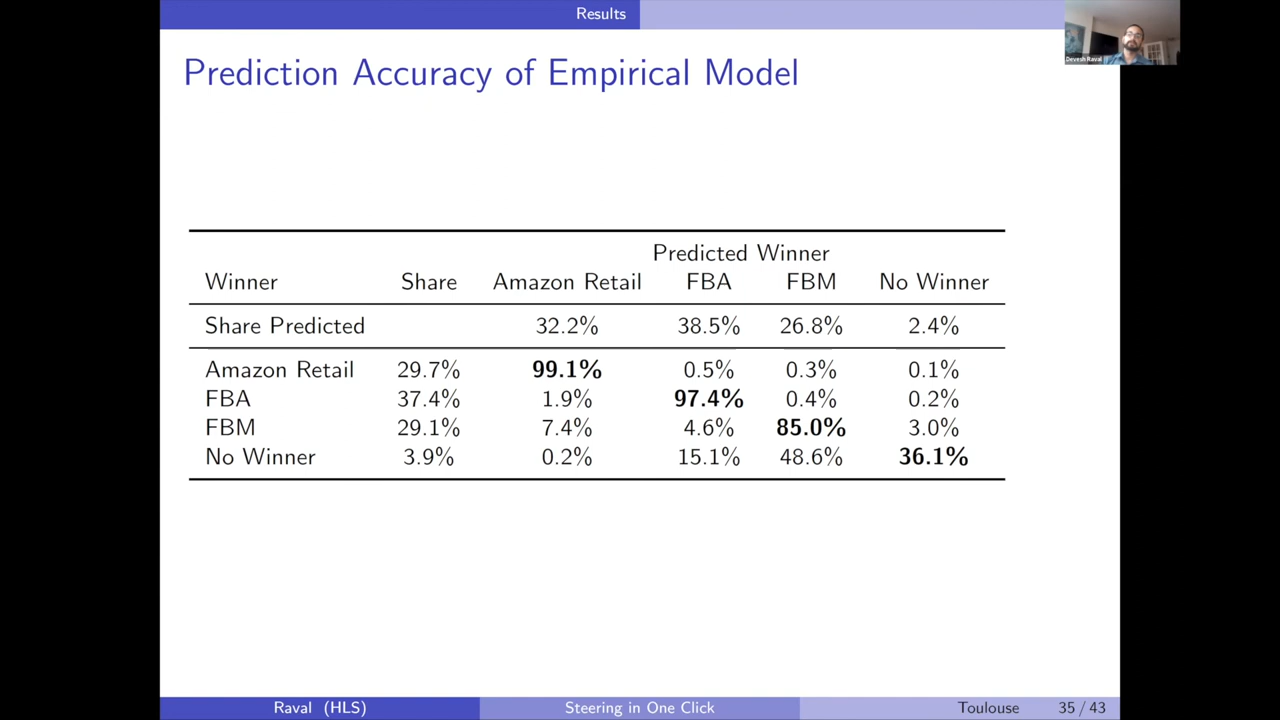 Results
Devesh Raval
Prediction Accuracy of Empirical Model
Predicted Winner
Winner Share Amazon Retail FBA FBM No Winner
Share Predicted 32.2% 38.5% 26.8% 2.4%
Amazon Retail 29.7% 99.1% 0.5% 0.3% 0.1%
FBA 37.4% 1.9% 97.4% 0.4% 0.2%
FBM 29.1% 7.4% 4.6% 85.0% 3.0%
No Winner 3.9% 0.2% 15.1% 48.6% 36.1%
Raval (HLS) Steering in One Click Toulouse 35 / 43